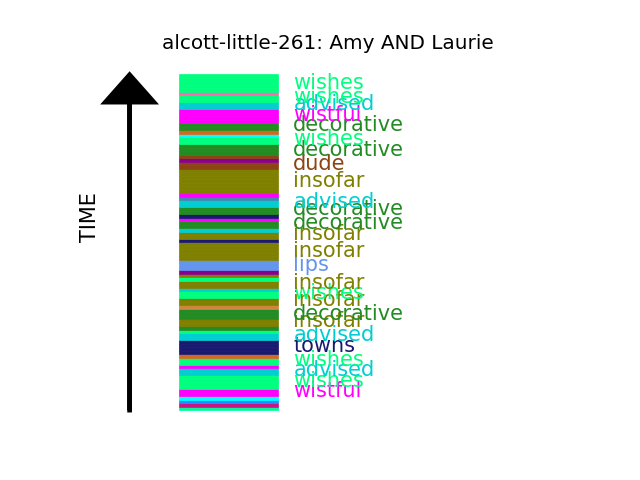 alcott-little-261: Amy AND Laurie
TIME
wishes
wishes
advised
wistful
decorative
wishes
decorative
dude
insofar
advised
decorative
decorative
insofar
insofar
lips
insofar
wishes
insofar
decorative
insofar
advised
towns
wishes
advised
wishes
wistful